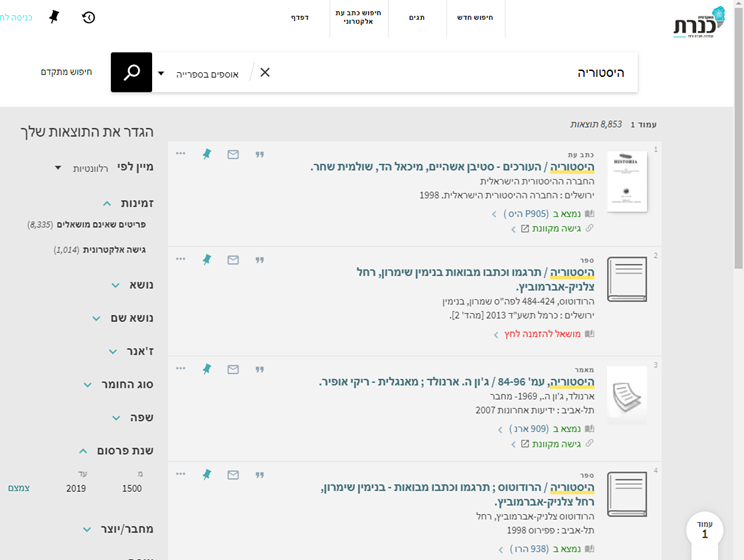 כנרת
חיפוש חדש
תגים
חיפוש כתב עת
אלקטרוני
דפדף
כניסה לח
היסטוריה
אוספים בספרייה
חיפוש מתקדם
עמוד 1 8,853 תוצאות
הגדר את התוצאות שלך
מיין לפי רלוונטיות
זמינות
פריטים שאינם מושאלים (8,335)
גישה אלקטרונית (1,014)
נושא
נושא שם
ז'אנר
סוג החומר
שפה
שנת פרסום
מ עד
1500 2019 צמצם
מחבר/יוצר
1
HISTORIA
כתב עת
היסטוריה / העורכים - סטיבן אשהיים, מיכאל הד, שולמית שחר.
החברה ההיסטורית הישראלית
ירושלים : החברה ההיסטורית הישראלית. 1998
נמצא ב (P905 היס )
גישה מקוונת
2
ספר
היסטוריה / תרגמו וכתבו מבואות בנימין שימרון, רחל
צלניק-אברמוביץ.
הרודוטוס, 484-424 לפה"ס שמרון, בנימין
ירושלים : כרמל תשע"ד 2013 [מהד' 2].
מושאל להזמנה לחץ
3
מאמר
היסטוריה, עמ' 84-96 / ג'ון ה. ארנולד ; מאנגלית - ריקי אופיר.
ארנולד, ג'ון ה., 1969- מחבר
תל-אביב : ידיעות אחרונות 2007
נמצא ב (909 ארנ )
גישה מקוונת
4
ספר
היסטוריה / הרודוטוס ; תרגמו וכתבו מבואות - בנימין שימרון,
רחל צלניק-אברמוביץ.
הרודוטוס צלניק-אברמוביץ, רחל
תל-אביב : פפירוס 1998
נמצא ב (938 הרו )
עמוד
1